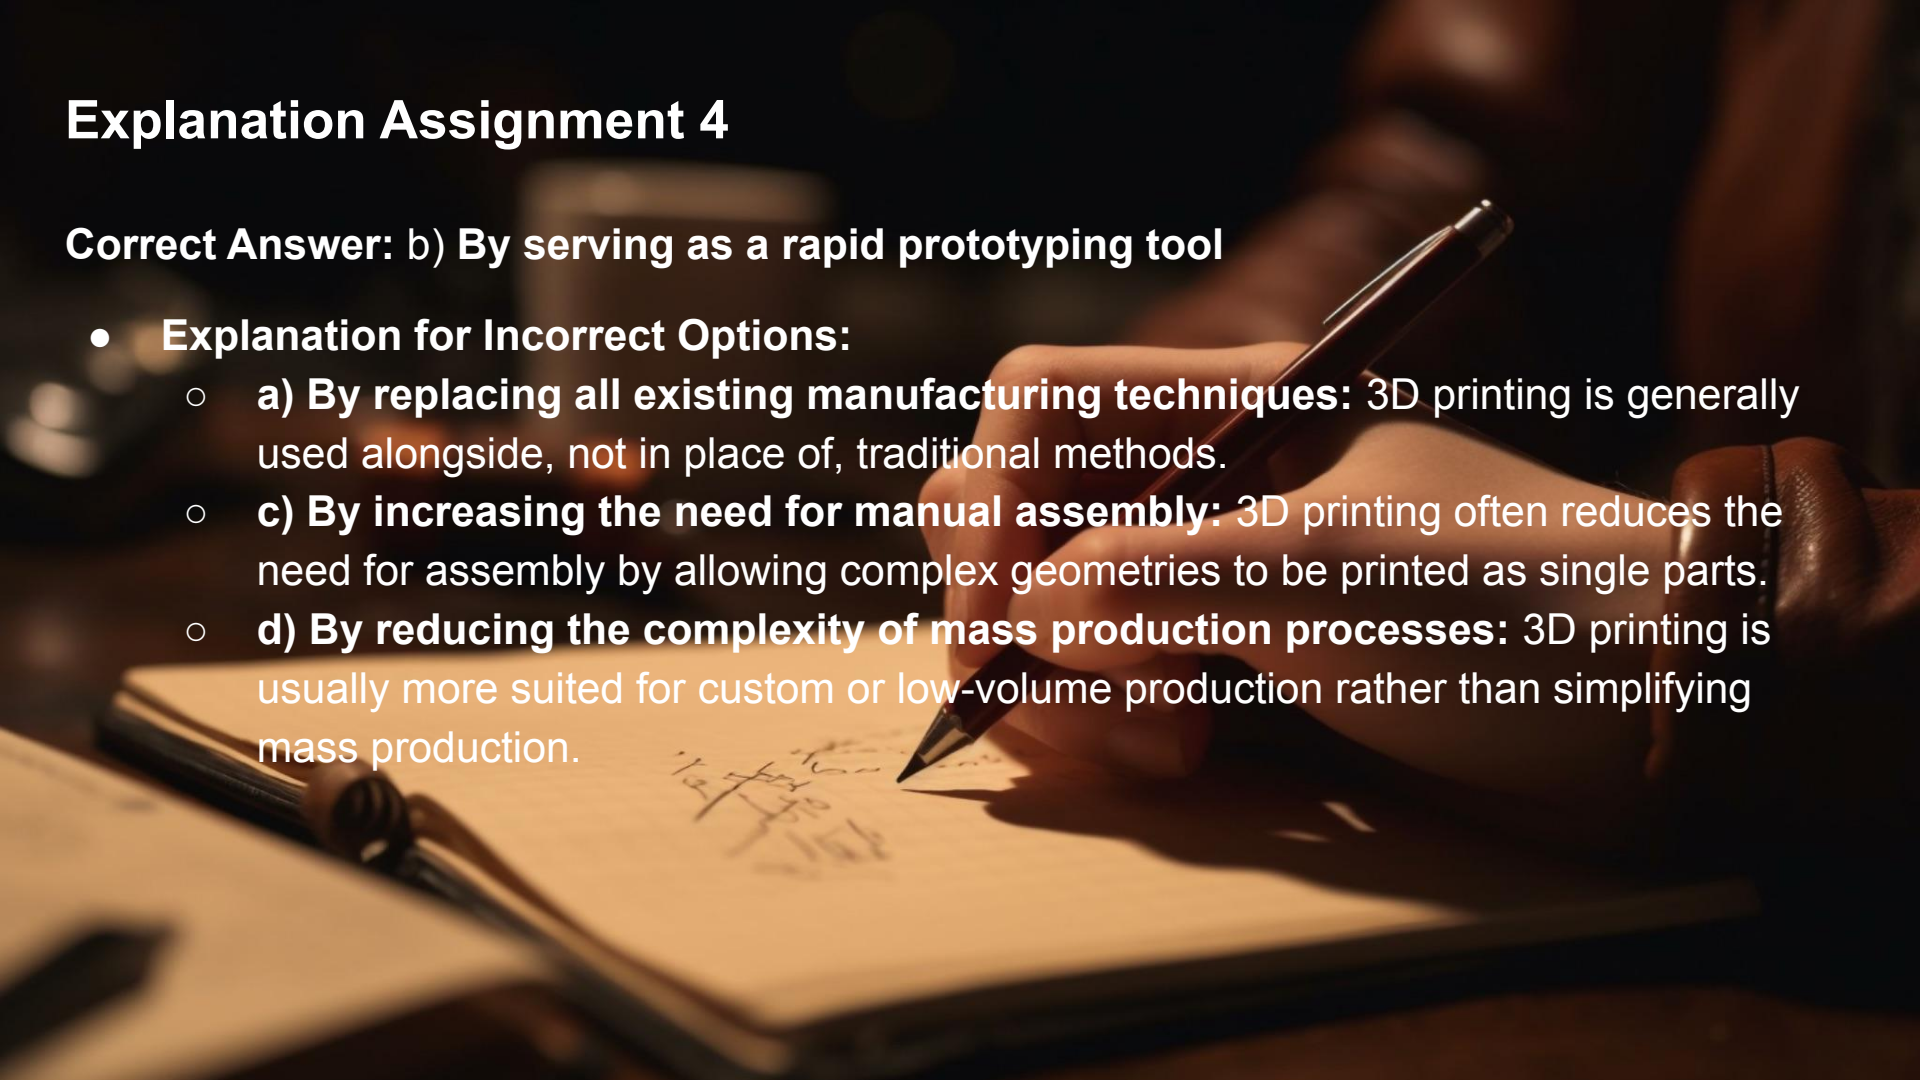 Explanation Assignment 4
Correct Answer: b) By serving as a rapid prototyping tool
● Explanation for Incorrect Options:
○ a) By replacing all existing manufacturing techniques: 3D printing is generally
used alongside, not in place of, traditional methods.
○ c) By increasing the need for manual assembly: 3D printing often reduces the
need for assembly by allowing complex geometries to be printed as single parts.
○ d) By reducing the complexity of mass production processes: 3D printing is
usually more suited for custom or low-volume production rather than simplifying
mass production.